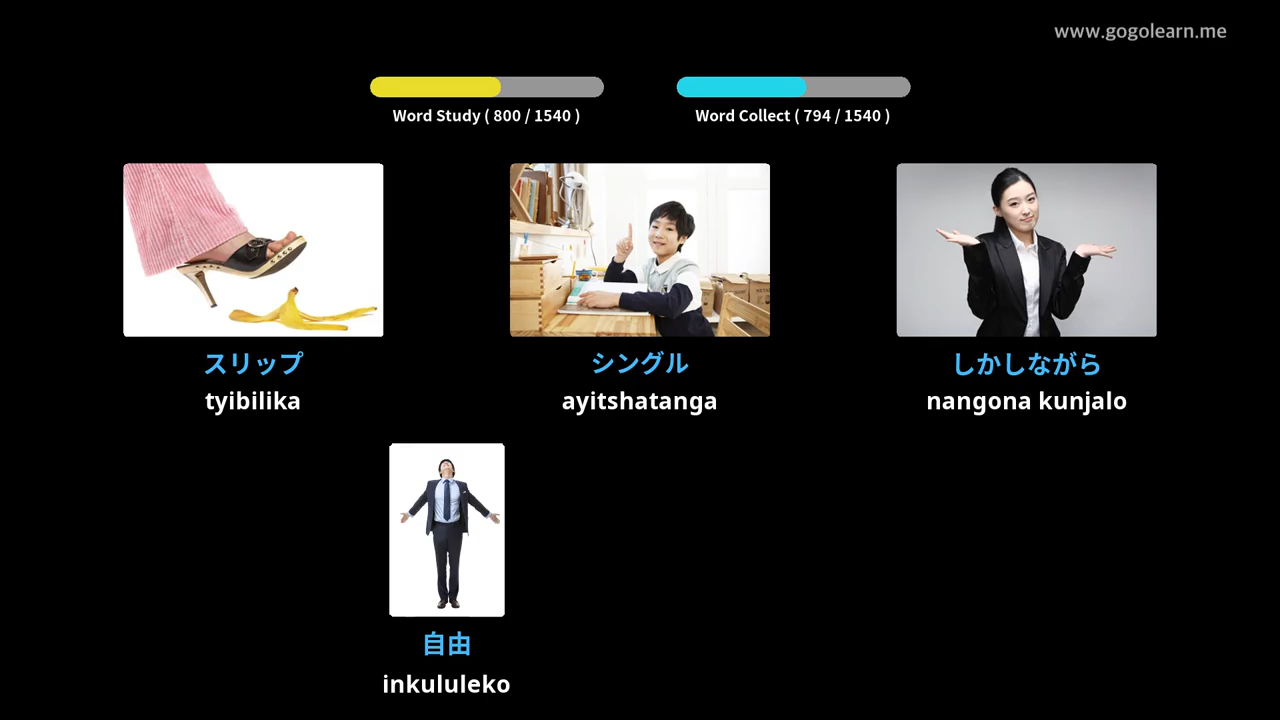 www.gogolearn.me
Word Study ( 800 / 1540 )
Word Collect ( 794 / 1540 )
スリップ
tyibilika
シングル
ayitshatanga
しかしながら
nangona kunjalo
自由
inkululeko